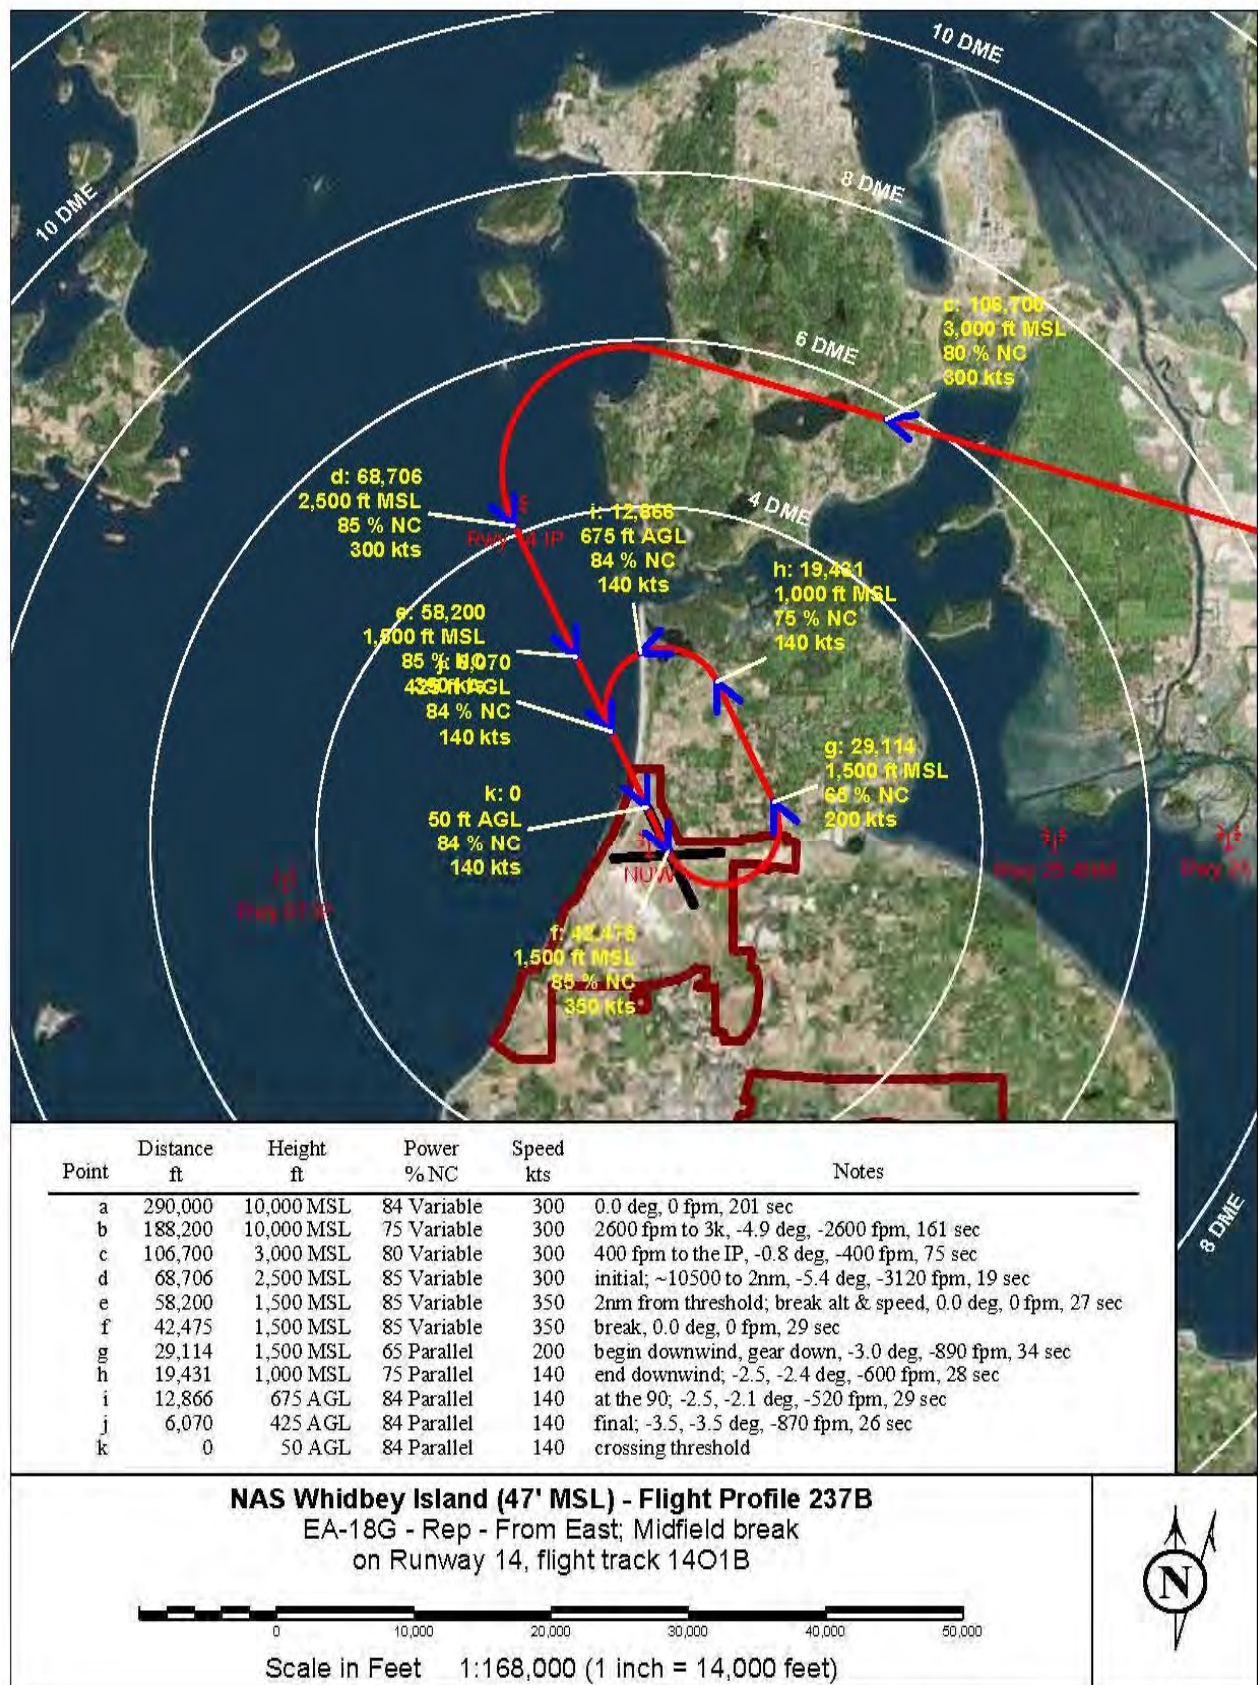 10 DME
10 DME
8 DME
c: 106,700
3,000 ft MSL
80 % NC
300 kts
6 DME
d: 68,706
2,500 ft MSL
85 % NC
300 kts
4 DME
i: 12,866
675 ft AGL
84 % NC
140 kts
h: 19,431
1,000 ft MSL
75 % NC
140 kts
e: 58,200
1,500 ft MSL
85 % NC
350 kts
j: 6,070
425 ft AGL
84 % NC
140 kts
g: 29,114
1,500 ft MSL
65 % NC
200 kts
k: 0
50 ft AGL
84 % NC
140 kts
NUW
f: 42,475
1,500 ft MSL
85 % NC
350 kts
8 DME
Point Distance ft Height ft Power % NC Speed kts Notes
a 290,000 10,000 MSL 84 Variable 300 0.0 deg, 0 fpm, 201 sec
b 188,200 10,000 MSL 75 Variable 300 2600 fpm to 3k, -4.9 deg, -2600 fpm, 161 sec
c 106,700 3,000 MSL 80 Variable 300 400 fpm to the IP, -0.8 deg, -400 fpm, 75 sec
d 68,706 2,500 MSL 85 Variable 300 initial; ~10500 to 2nm, -5.4 deg, -3120 fpm, 19 sec
e 58,200 1,500 MSL 85 Variable 350 2nm from threshold; break alt & speed, 0.0 deg, 0 fpm, 27 sec
f 42,475 1,500 MSL 85 Variable 350 break, 0.0 deg, 0 fpm, 29 sec
g 29,114 1,500 MSL 65 Parallel 200 begin downwind, gear down, -3.0 deg, -890 fpm, 34 sec
h 19,431 1,000 MSL 75 Parallel 140 end downwind; -2.5, -2.4 deg, -600 fpm, 28 sec
i 12,866 675 AGL 84 Parallel 140 at the 90; -2.5, -2.1 deg, -520 fpm, 29 sec
j 6,070 425 AGL 84 Parallel 140 final; -3.5, -3.5 deg, -870 fpm, 26 sec
k 0 50 AGL 84 Parallel 140 crossing threshold
NAS Whidbey Island (47' MSL) - Flight Profile 237B
EA-18G - Rep - From East; Midfield break
on Runway 14, flight track 14O1B
0 10,000 20,000 30,000 40,000 50,000
Scale in Feet 1:168,000 (1 inch = 14,000 feet)
N